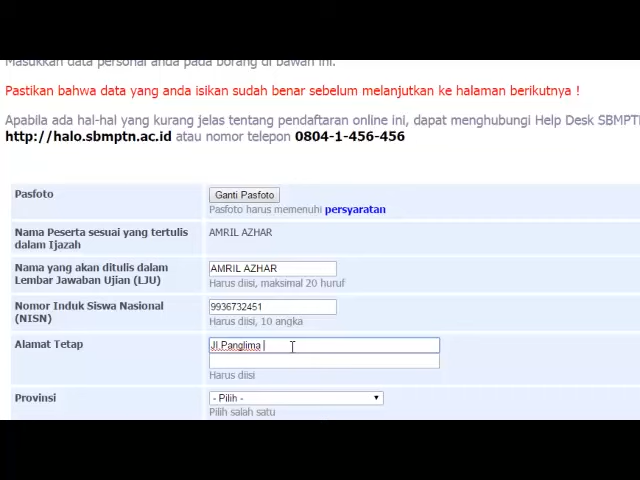 Masukkan data personal anda pada borang di bawah ini.
Pastikan bahwa data yang anda isikan sudah benar sebelum melanjutkan ke halaman berikutnya !
Apabila ada hal-hal yang kurang jelas tentang pendaftaran online ini, dapat menghubungi Help Desk SBMPT
http://halo.sbmptn.ac.id atau nomor telepon 0804-1-456-456
Pasfoto
Ganti Pasfoto
Pasfoto harus memenuhi persyaratan
Nama Peserta sesuai yang tertulis
dalam Ijazah
AMRIL AZHAR
Nama yang akan ditulis dalam
Lembar Jawaban Ujian (LJU)
AMRIL AZHAR
Harus diisi, maksimal 20 huruf
Nomor Induk Siswa Nasional
(NISN)
9936732451
Harus diisi, 10 angka
Alamat Tetap
Jl.Panglima
Harus diisi
Provinsi
- Pilih -
Pilih salah satu